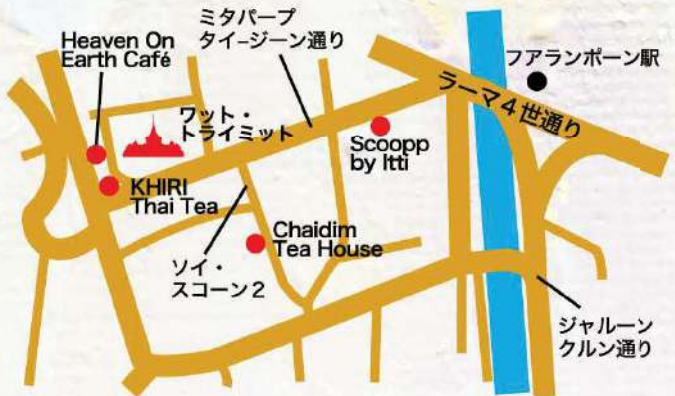 ミタパープ
タイ-ジーン通り
Heaven On
Earth Café
フアランポーン駅
ラーマ4世通り
ワット・
トライミット
Scoopp
by Itti
KHIRI
Thai Tea
Chaidim
Tea House
ソイ・
スコーン2
ジャルーン
クルン通り